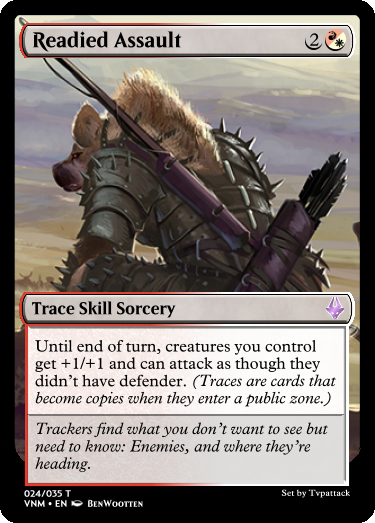 Readied Assault 2
Trace Skill Sorcery
Until end of turn, creatures you control
get +1/+1 and can attack as though they
didn't have defender. (Traces are cards that
become copies when they enter a public zone.)
Trackers find what you don't want to see but
need to know: Enemies, and where they're
heading.
024/035 T
VNM • EN BenWootten
Set by Tvpattack